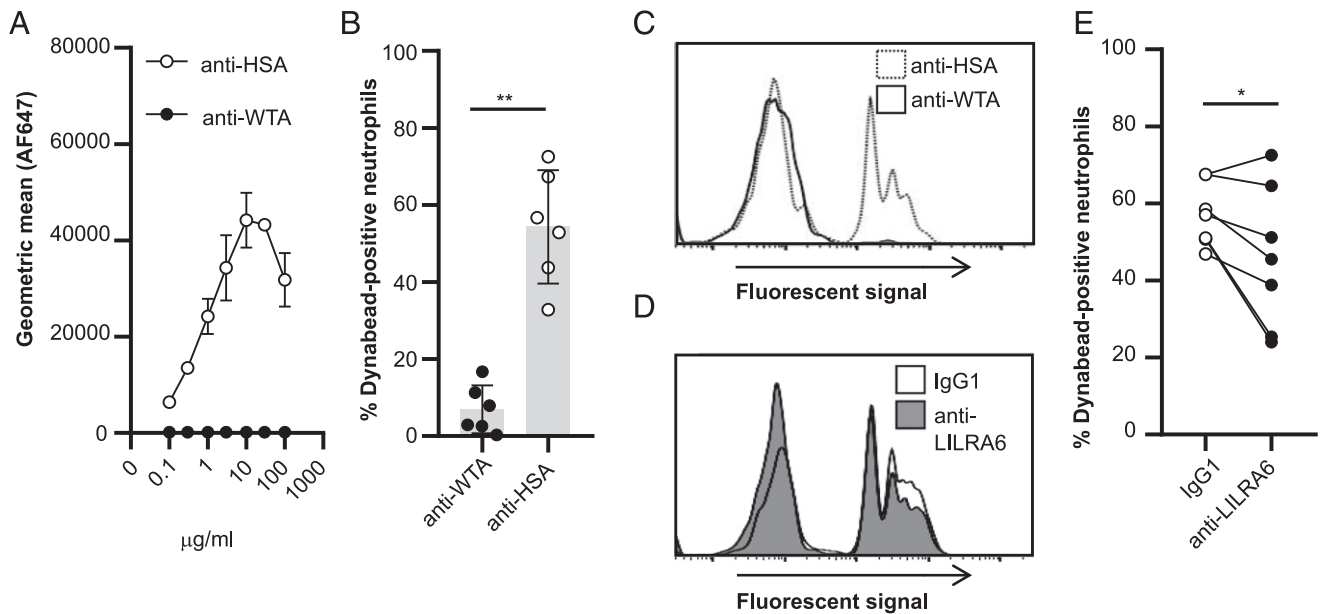 A
80000
60000
40000
20000
0
Geometric mean (AF647)
anti-HSA
anti-WTA
0
0.1
1
10
100
1000
μg/ml
B
100
80
60
40
20
0
% Dynabead-positive neutrophils
**
anti-WTA
anti-HSA
C
anti-HSA
anti-WTA
Fluorescent signal
D
IgG1
anti-
LILRA6
Fluorescent signal
E
100
80
60
40
20
0
% Dynabead-positive neutrophils
*
IgG1
anti-LILRA6